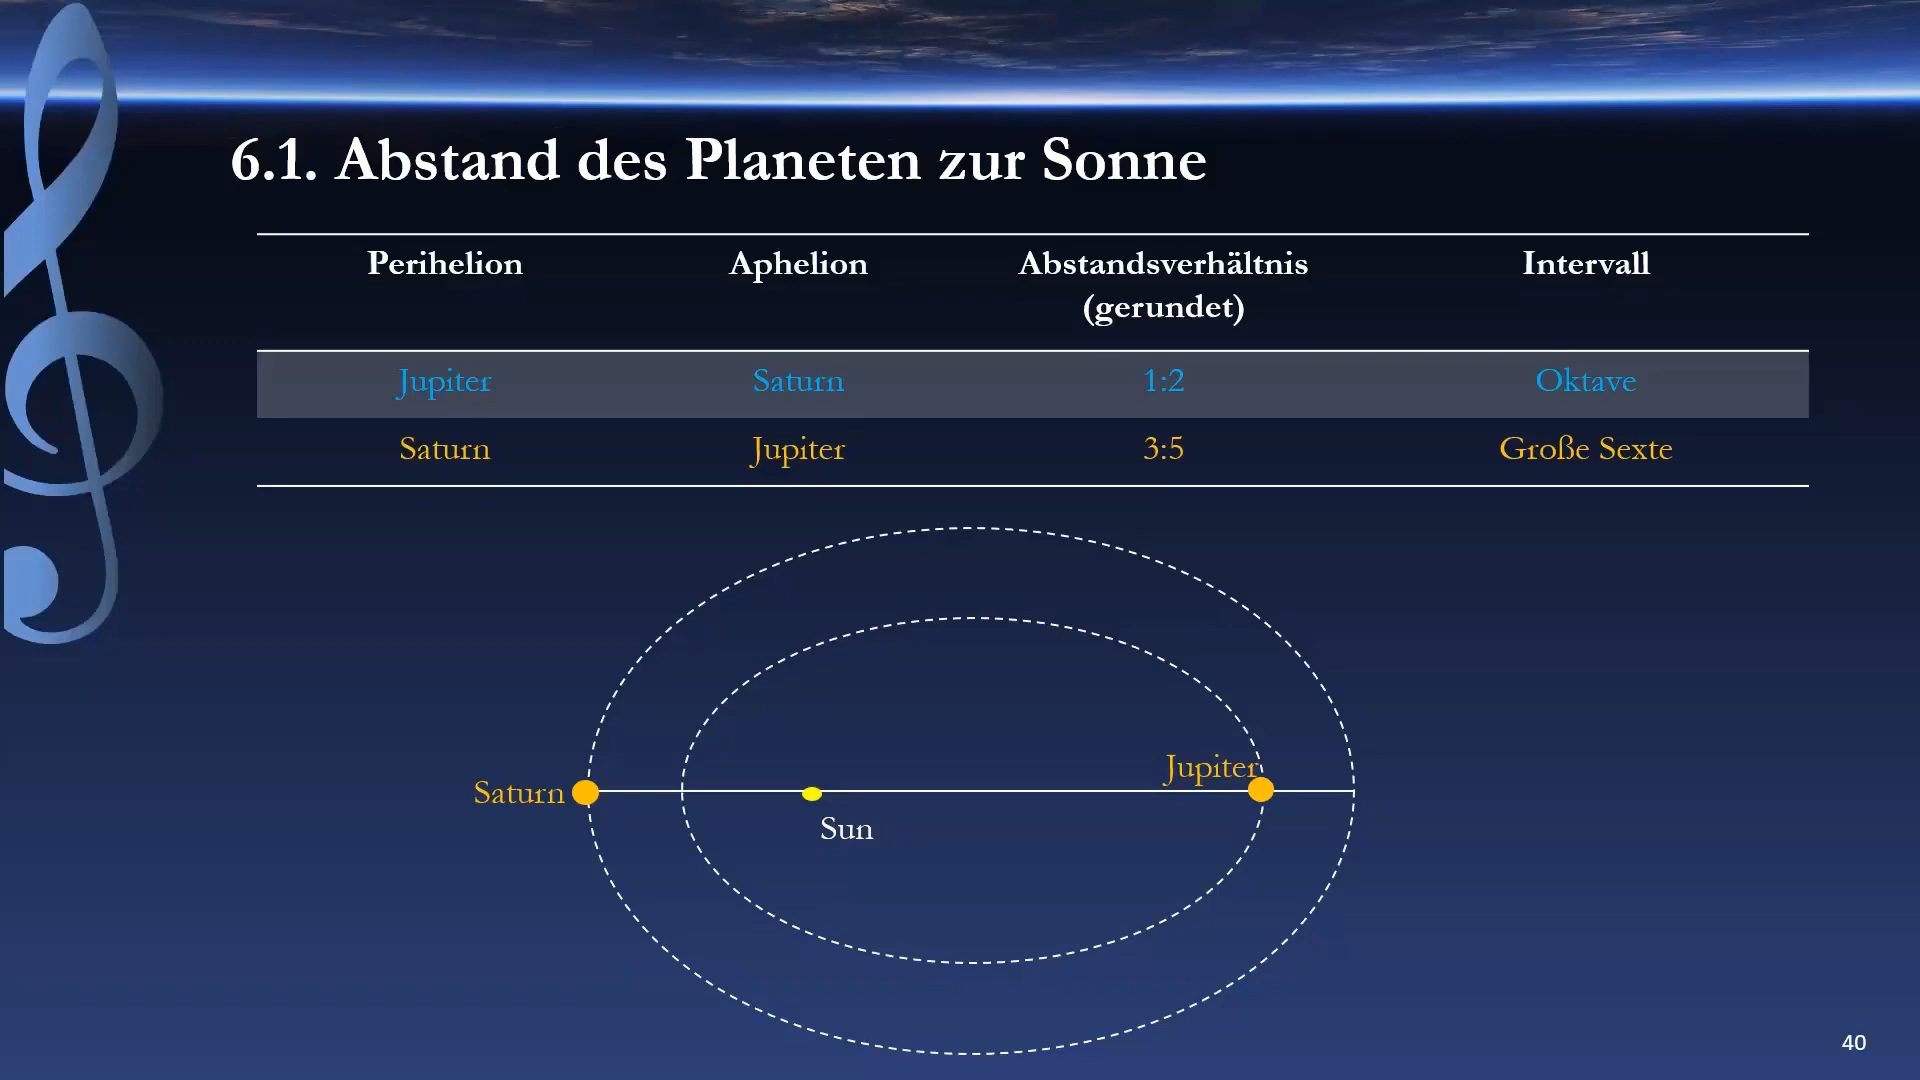 6.1. Abstand des Planeten zur Sonne
Perihelion Aphelion Abstandsverhältnis Intervall
(gerundet)
Jupiter Saturn 1:2 Oktave
Saturn Jupiter 3:5 Große Sexte
Jupiter
Saturn
Sun
40